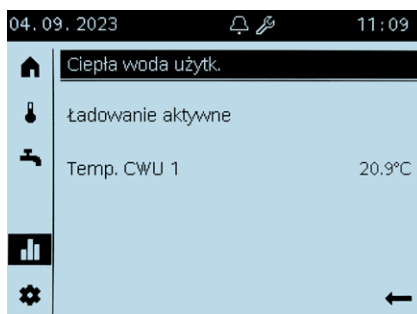 04.09.2023 11:09
Ciepła woda użytk.
Ładowanie aktywne
Temp. CWU 1 20.9°C